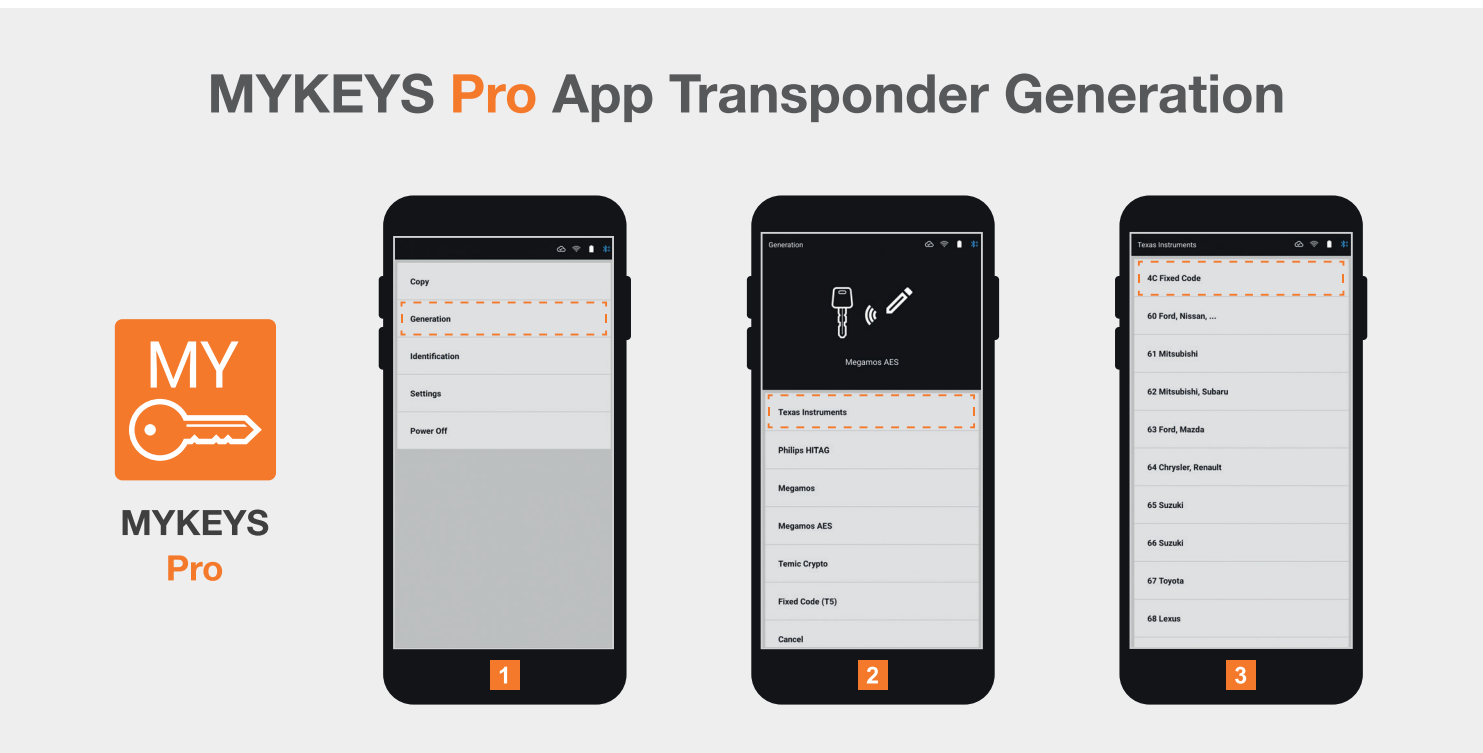 MYKEYS Pro App Transponder Generation
MY
MYKEYS
Pro
Copy
Generation
Identification
Settings
Power Off
1
Generation
Megamos AES
Texas Instruments
Philips HITAG
Megamos
Megamos AES
Temic Crypto
Fixed Code (T5)
Cancel
2
Texas Instruments
4C Fixed Code
60 Ford, Nissan, ...
61 Mitsubishi
62 Mitsubishi, Subaru
63 Ford, Mazda
64 Chrysler, Renault
65 Suzuki
66 Suzuki
67 Toyota
68 Lexus
3